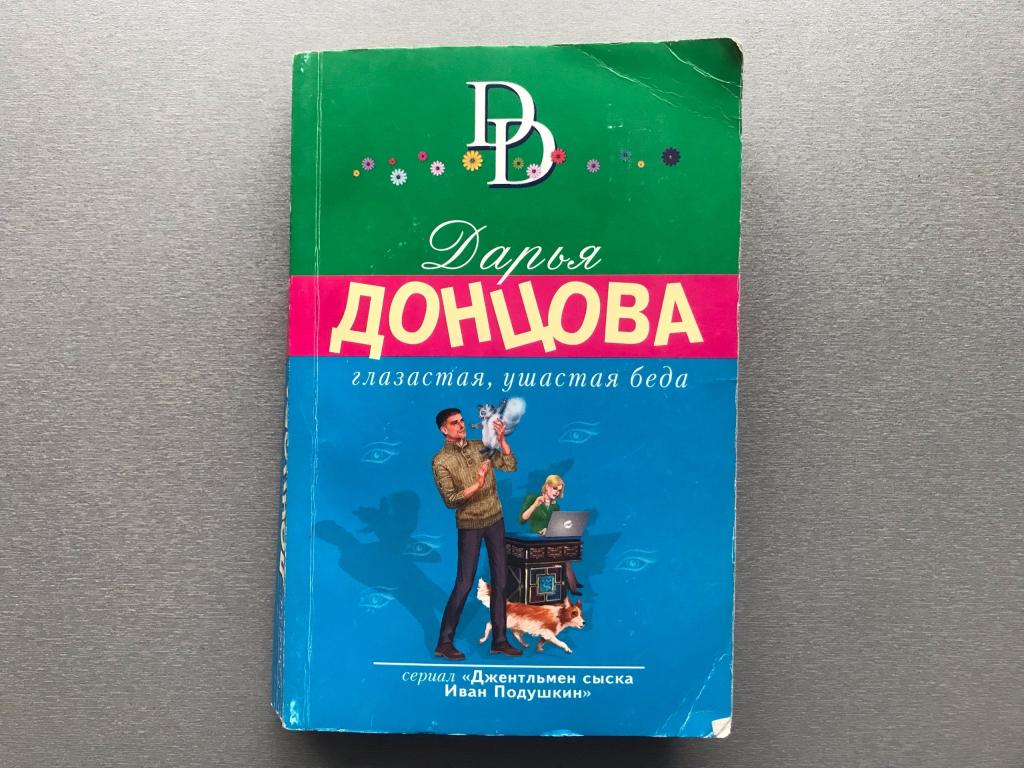 DD
Дарья
ДОНЦОВА
глазастая, ушастая беда
сериал «Джентльмен сыска
Иван Подушкин»